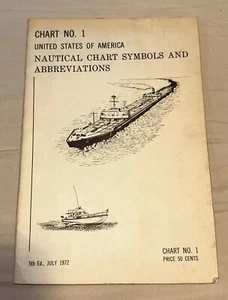 CHART NO. 1
UNITED STATES OF AMERICA
NAUTICAL CHART SYMBOLS AND
ABBREVIATIONS
5th Ed., JULY 1972
CHART NO. 1
PRICE 50 CENTS